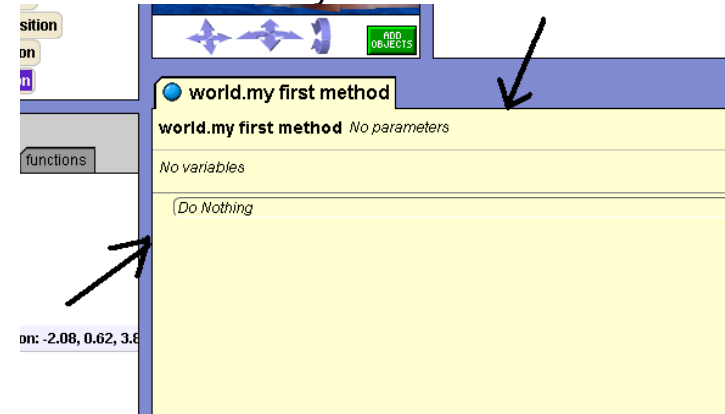 sition
on
n
ADD
OBJECTS
world.my first method
world.my first method No parameters
functions
No variables
Do Nothing
on: -2.08, 0.62, 3.8